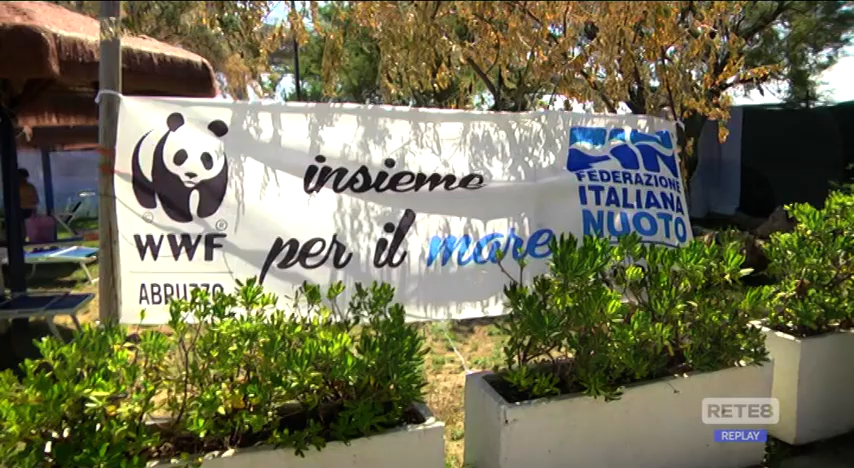 insieme
per il mare
©
®
WWF
ABRUZZO
FIN
FEDERAZIONE
ITALIANA
NUOTO
RETE8
REPLAY